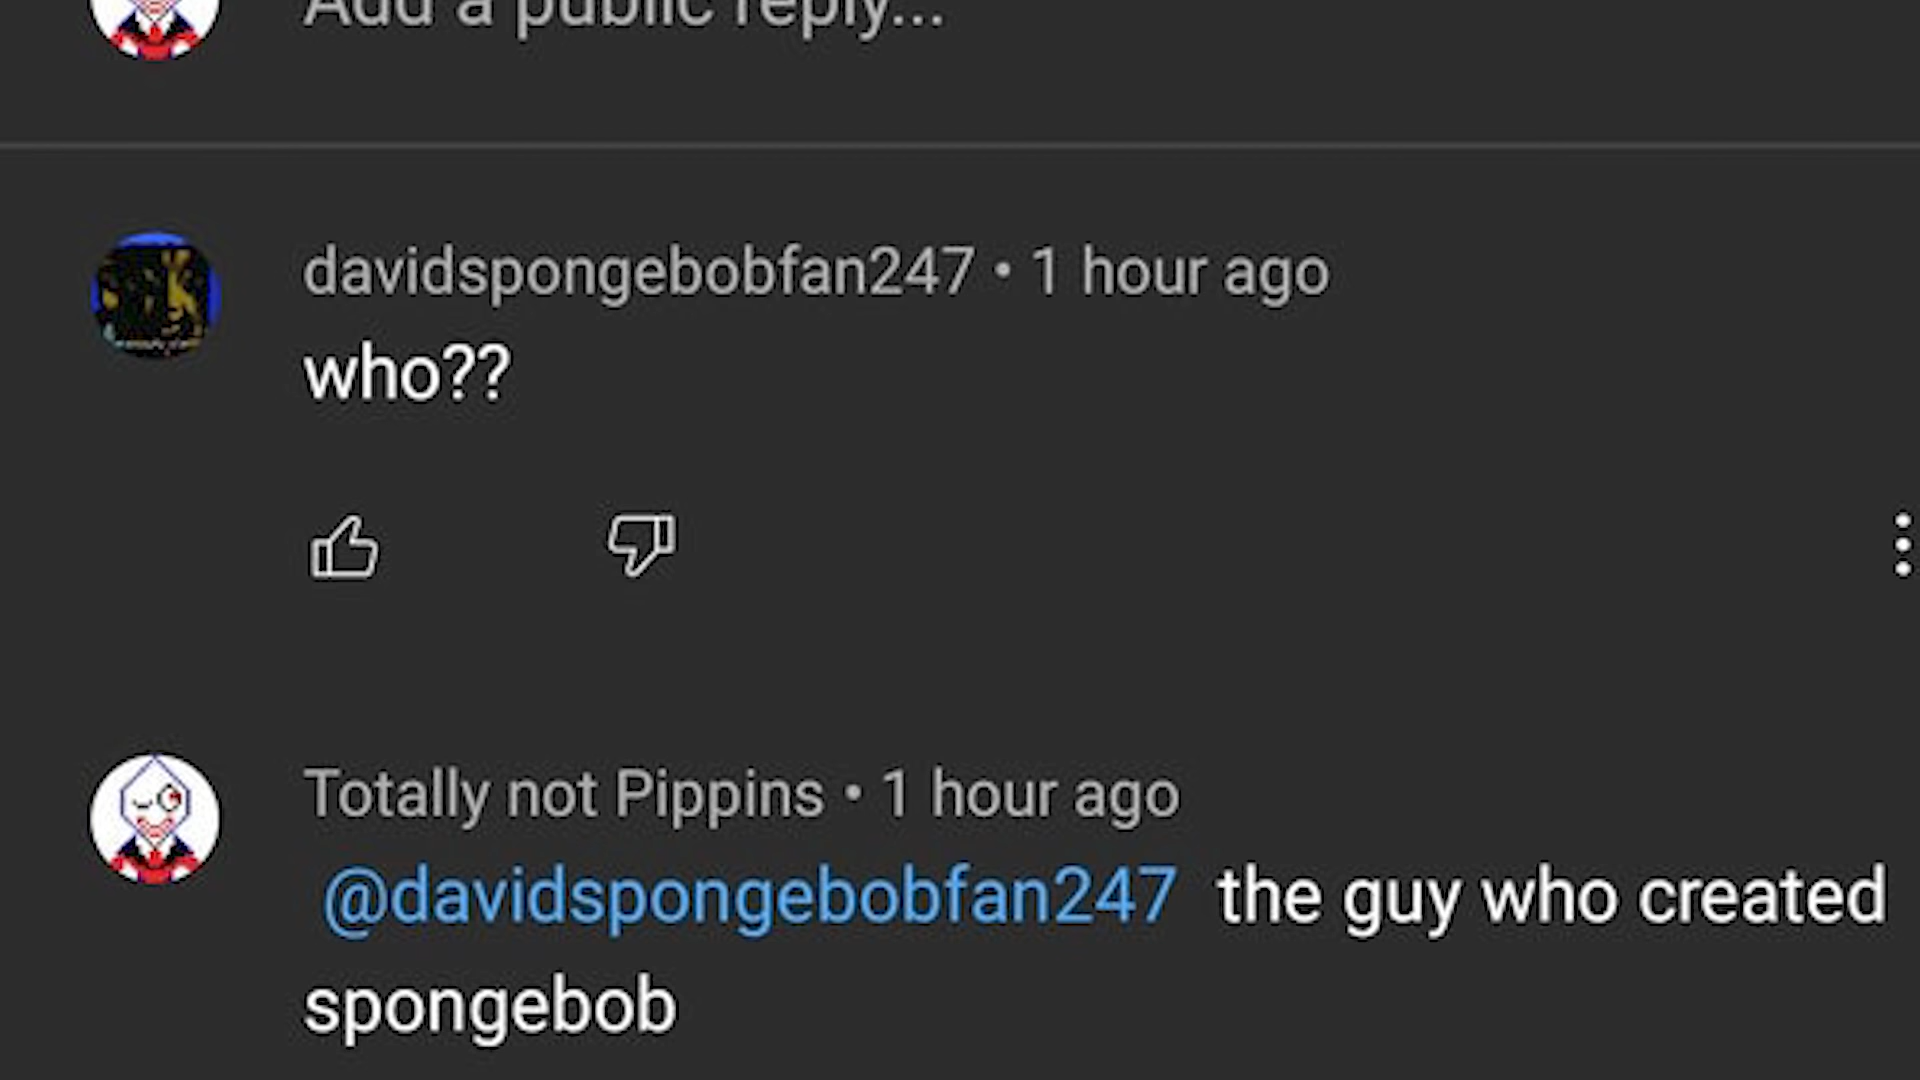 Add a public reply...
davidspongebobfan247 • 1 hour ago
who??
Totally not Pippins • 1 hour ago
@davidspongebobfan247 the guy who created
spongebob